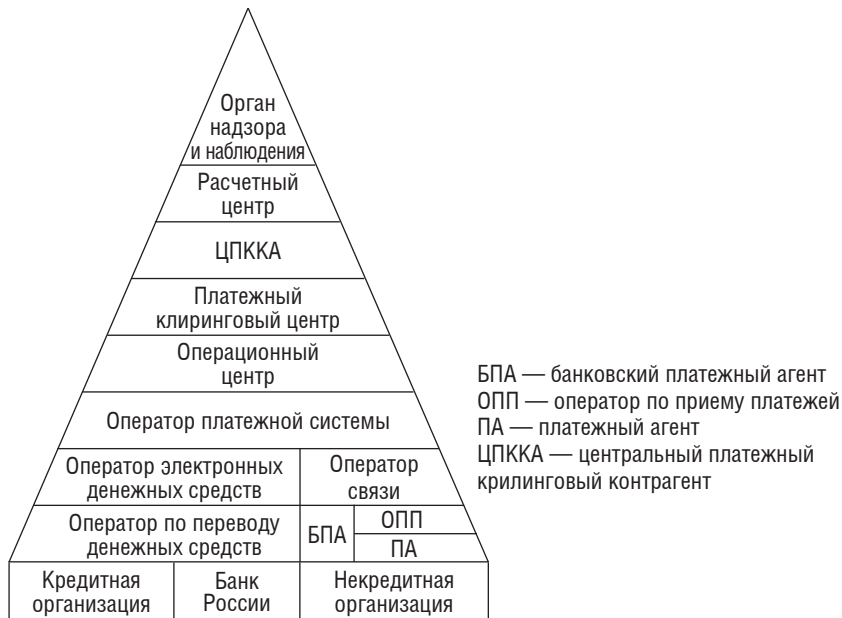 Орган
надзора
и наблюдения
Расчетный
центр
ЦПККА
Платежный
клиринговый центр
Операционный
центр
Оператор платежной системы
Оператор электронных
денежных средств
Оператор
связи
Оператор по переводу
денежных средств
БПА
ОПП
ПА
Кредитная
организация
Банк
России
Некредитная
организация
БПА — банковский платежный агент
ОПП — оператор по приему платежей
ПА — платежный агент
ЦПККА — центральный платежный
крилинговый контрагент